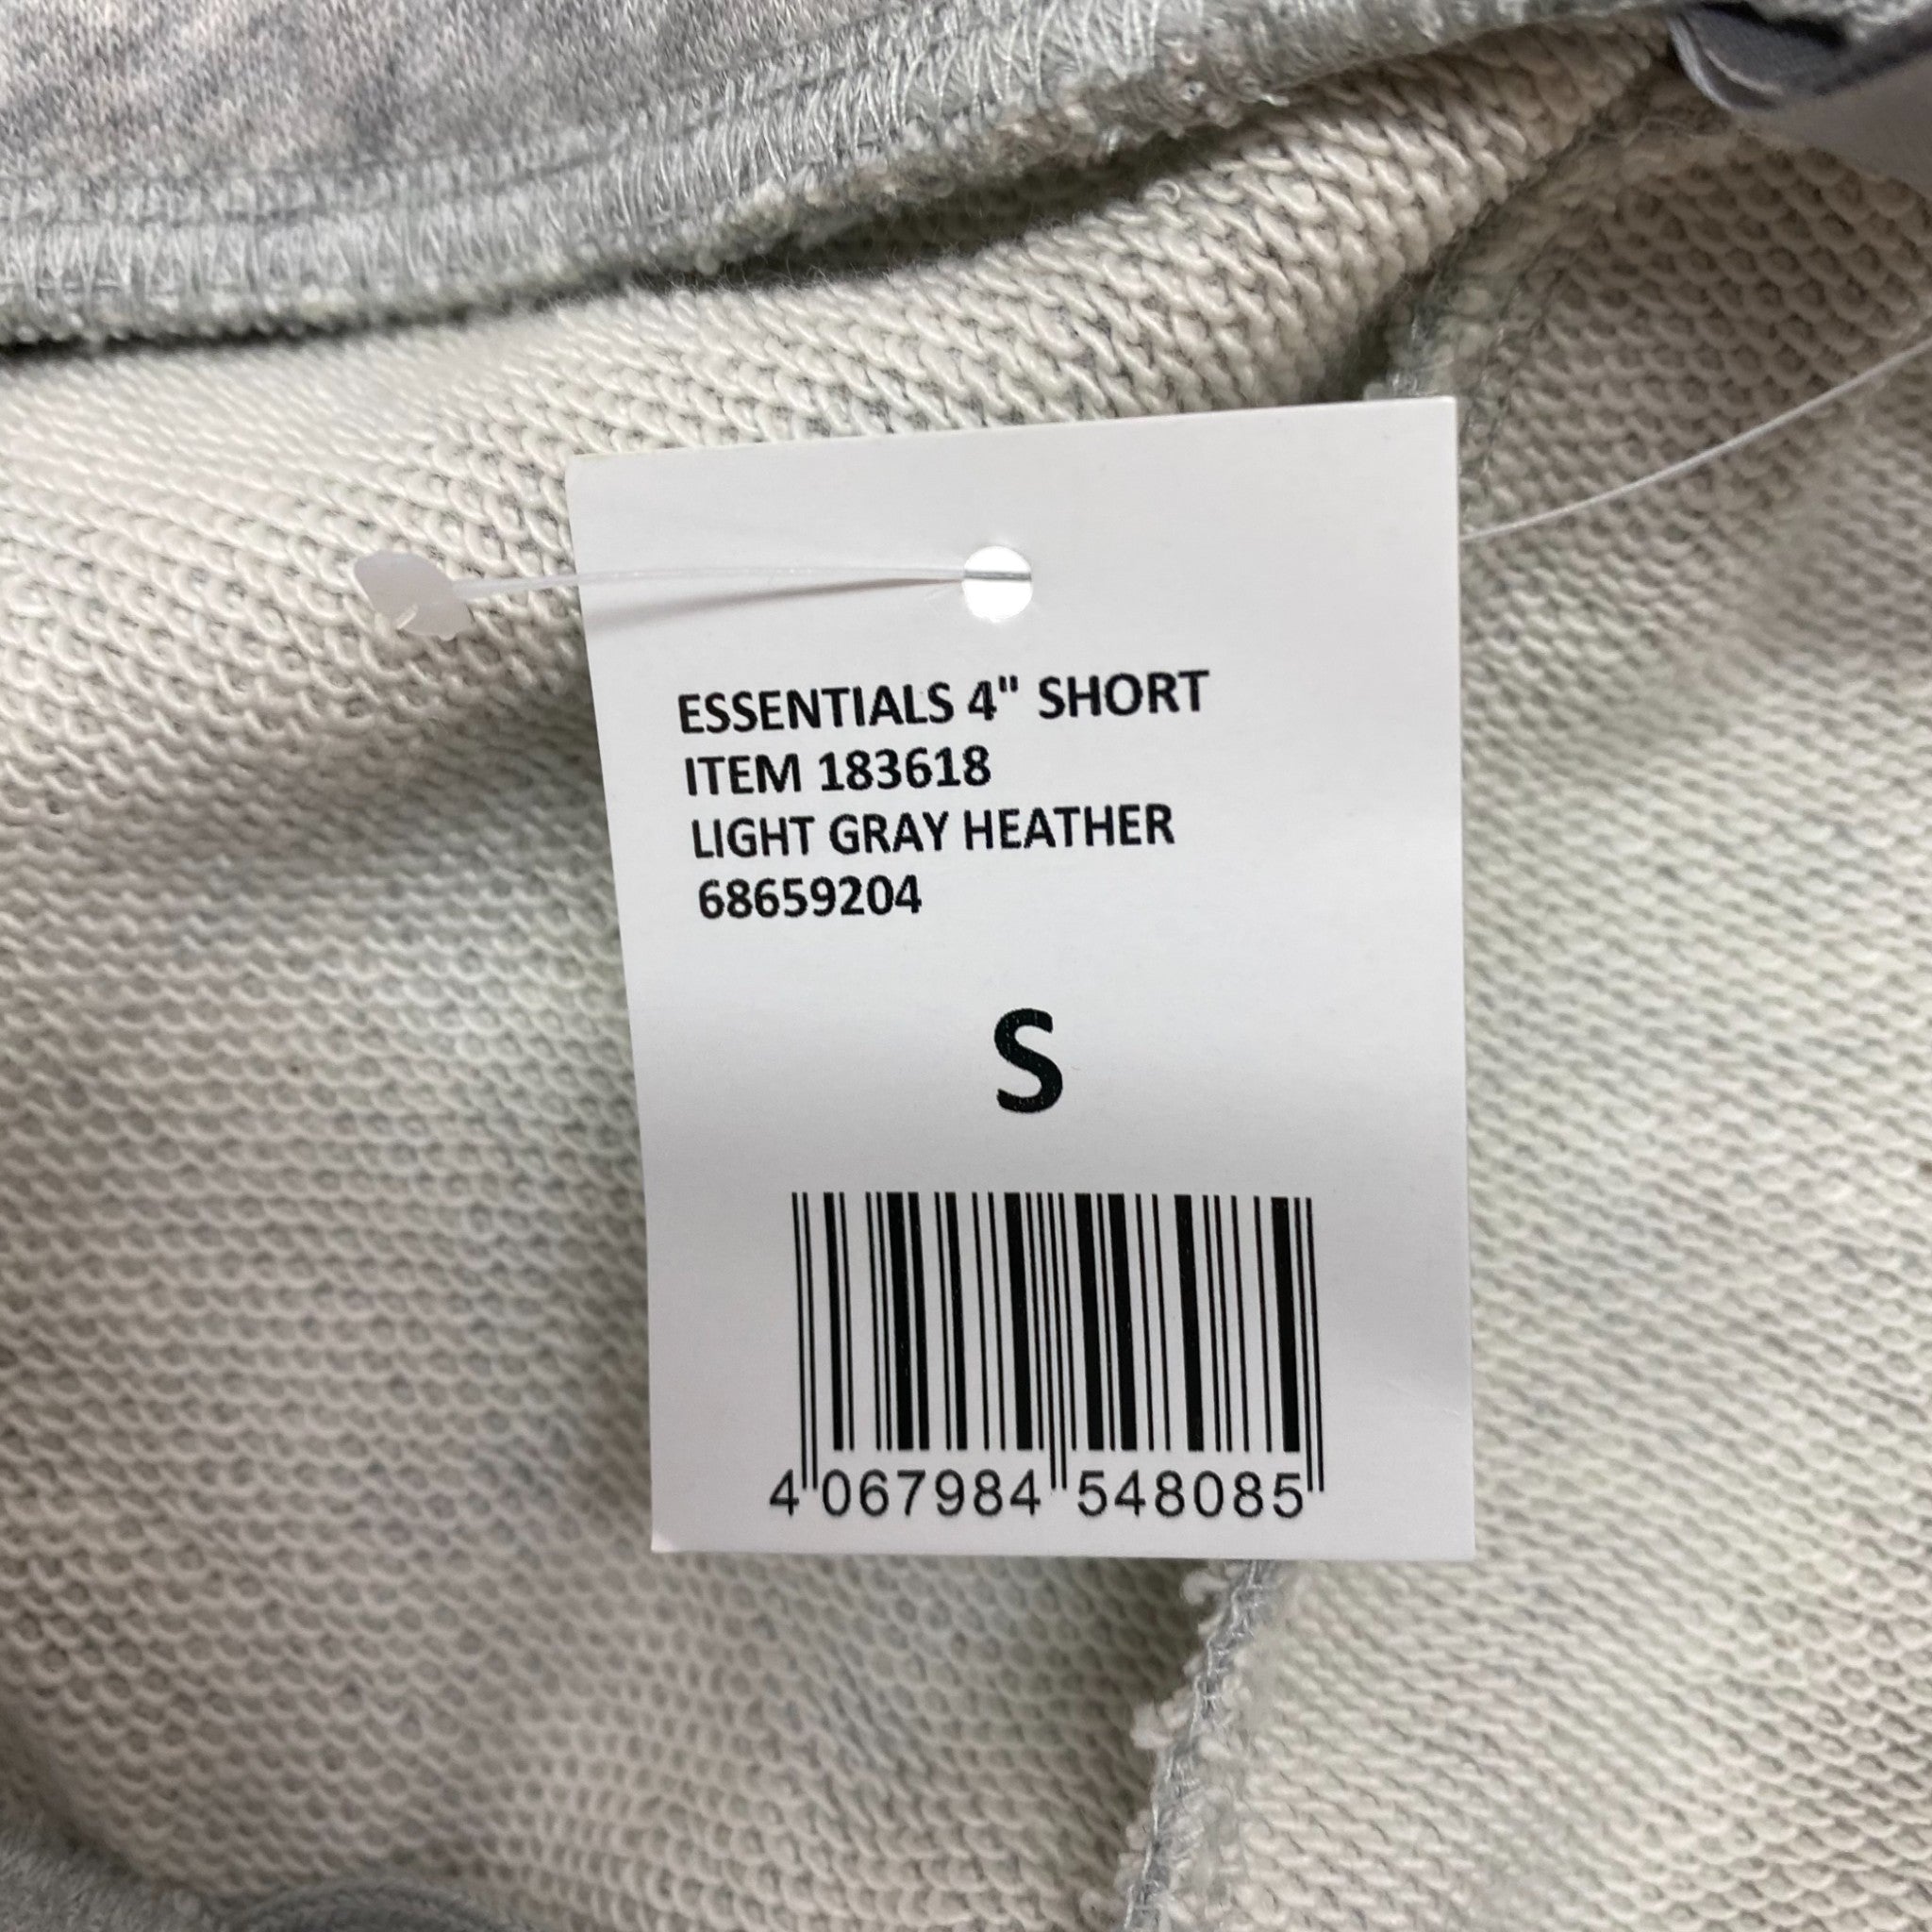 ESSENTIALS 4" SHORT
ITEM 183618
LIGHT GRAY HEATHER
68659204
S
4 067984 548085